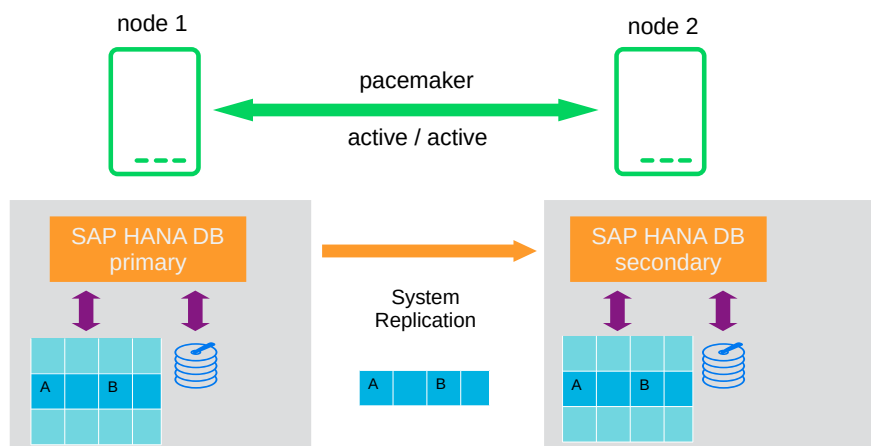 node 1
node 2
pacemaker
active / active
SAP HANA DB
primary
SAP HANA DB
secondary
System
Replication
A B
A B
A B